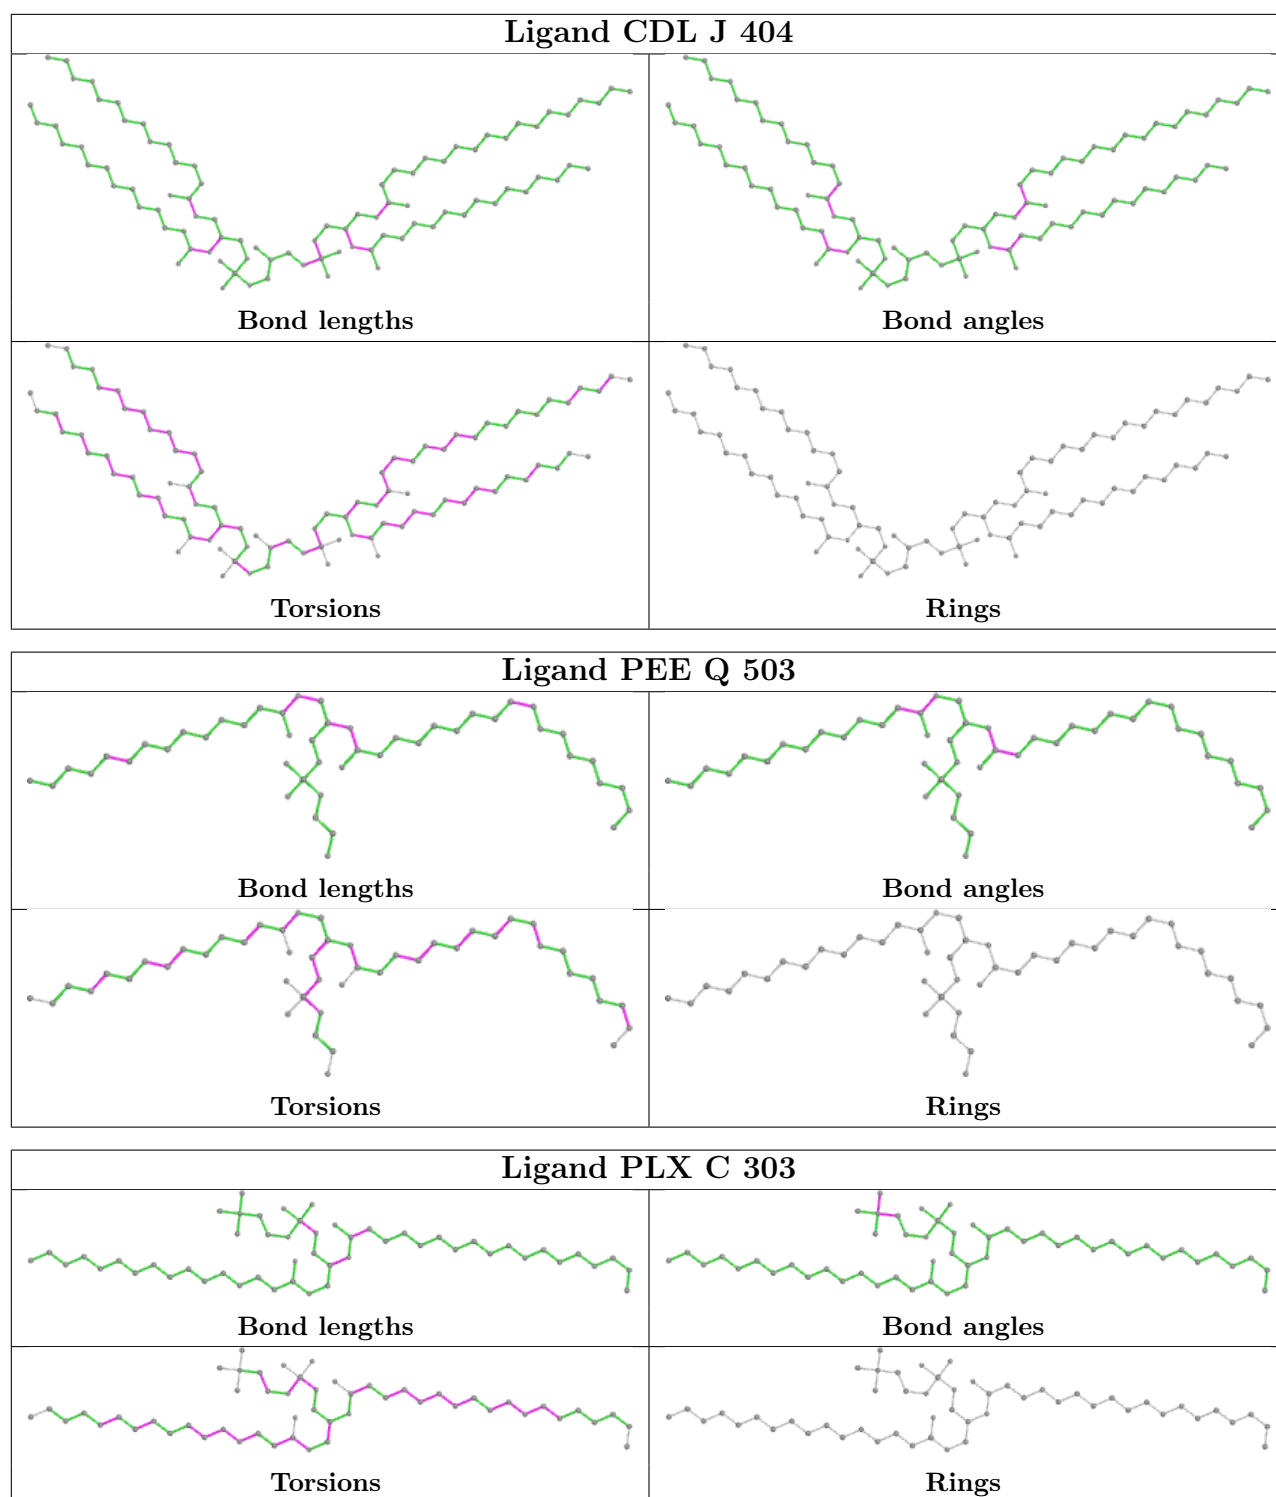 Ligand CDL J 404
Bond lengths
Bond angles
Torsions
Rings
Ligand PEE Q 503
Bond lengths
Bond angles
Torsions
Rings
Ligand PLX C 303
Bond lengths
Bond angles
Torsions
Rings